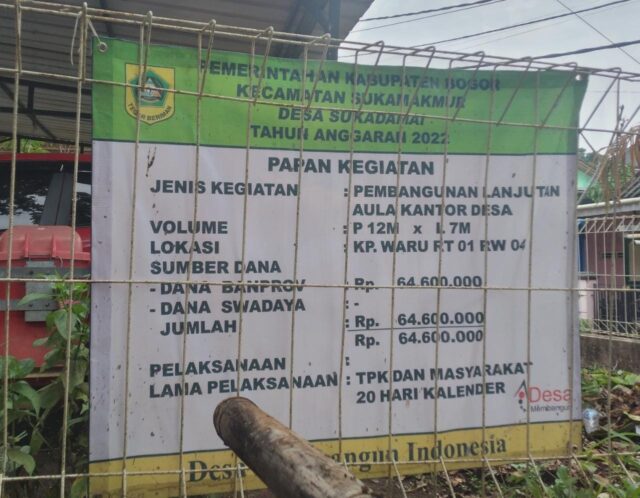 PEMERINTAHAN KABUPATEN BOGOR
KECAMATAN SUKAMAKMUR
DESA SUKADAMAI
TAHUN ANGGARAN 2022
TEGAR BERIMAN
PAPAN KEGIATAN
JENIS KEGIATAN : PEMBANGUNAN LANJUTAN
AULA KANTOR DESA
VOLUME : P 12M x L 7M
LOKASI : KP. WARU RT 01 RW 04
SUMBER DANA
- DANA BANPROV : Rp. 64.600.000
- DANA SWADAYA : -
JUMLAH : Rp. 64.600.000
Rp. 64.600.000
PELAKSANAAN :
LAMA PELAKSANAAN : TPK DAN MASYARAKAT
20 HARI KALENDER
Desa
Membangun
Indonesia